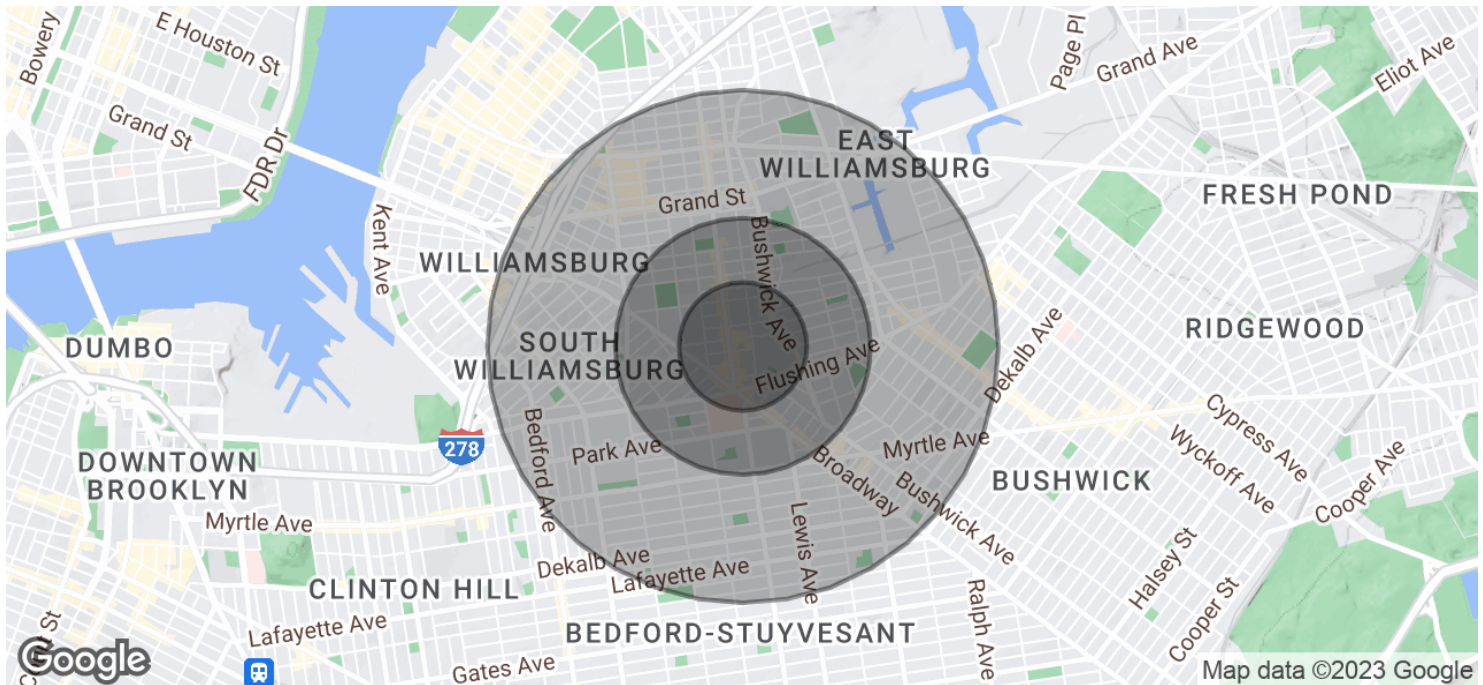 Bowery
E Houston St
Page Pl
Grand Ave
Eliot Ave
Grand St
FDR Dr
EAST
WILLIAMSBURG
FRESH POND
Grand St
Kent Ave
Bushwick Ave
WILLIAMSBURG
DUMBO
SOUTH
WILLIAMSBURG
RIDGEWOOD
Flushing Ave
Dekalb Ave
Bedford Ave
278
Park Ave
Myrtle Ave
Cypress Ave
Wyckoff Ave
Cooper Ave
DOWNTOWN
BROOKLYN
Broadway
BUSHWICK
Bushwick Ave
Myrtle Ave
Lewis Ave
Dekalb Ave
Lafayette Ave
Halsey St
CLINTON HILL
Ralph Ave
Cooper St
Lafayette Ave
BEDFORD-STUYVESANT
Gates Ave
Google
Map data ©2023 Google